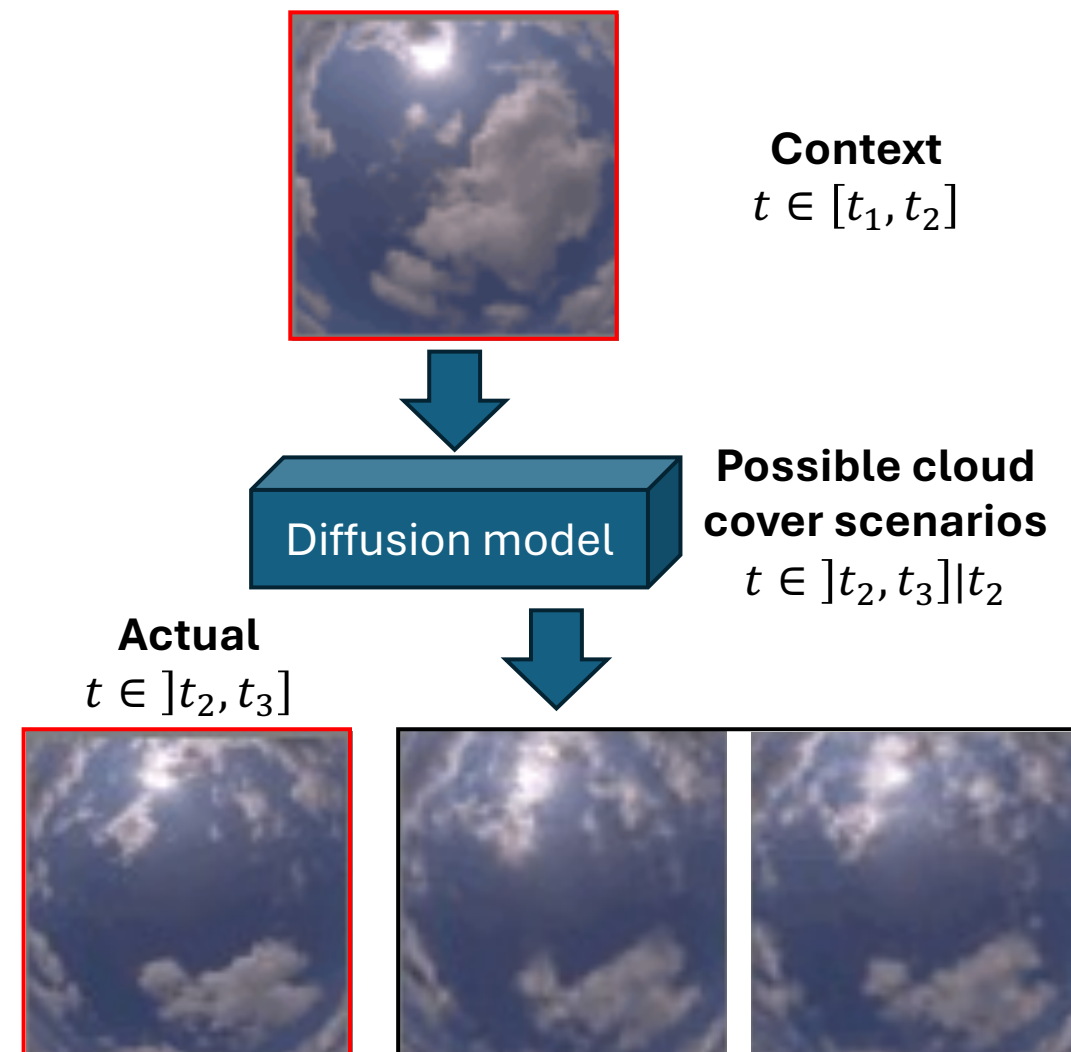 Context
t ∈ [t₁, t₂]
Diffusion model
Possible cloud
cover scenarios
t ∈ ]t₂, t₃]|t₂
Actual
t ∈ ]t₂, t₃]